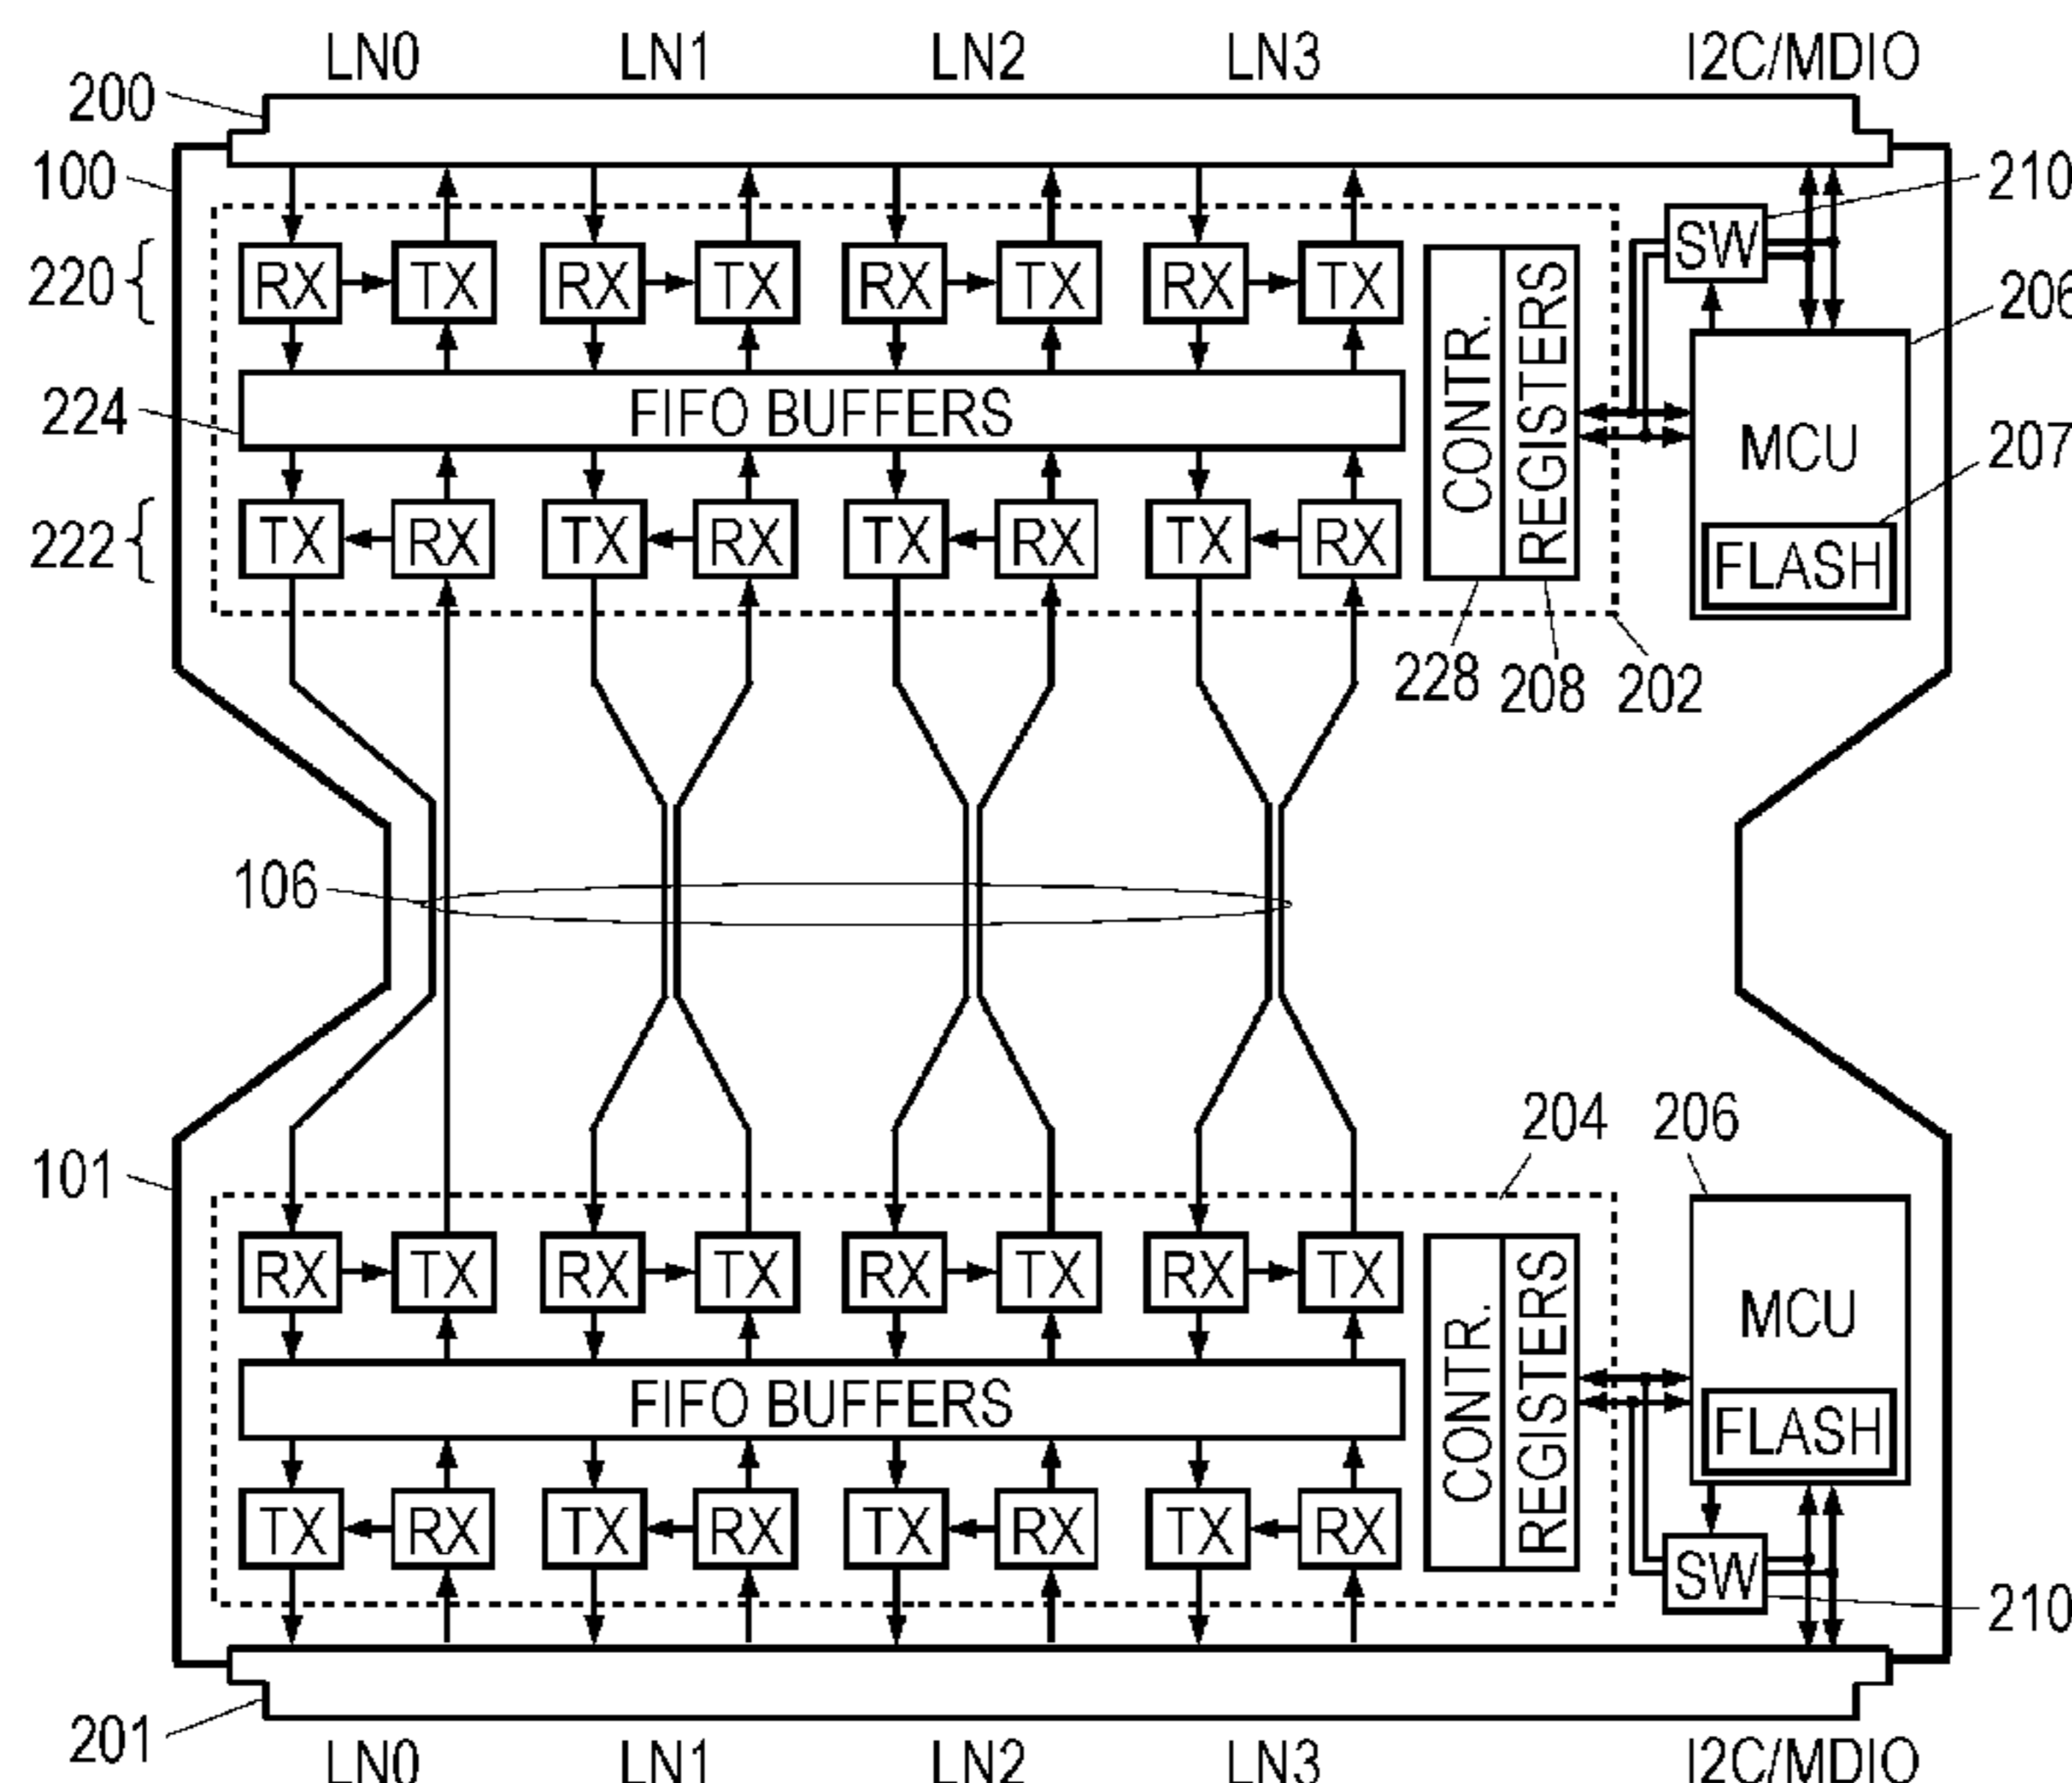 LN0 LN1 LN2 LN3 I2C/MDIO
200
100
210
RX TX RX TX RX TX RX TX SW
220
206
CONTR. REGISTERS
224
FIFO BUFFERS
MCU
207
222
TX RX TX RX TX RX TX RX
FLASH
228 208 202
106
204 206
101
RX TX RX TX RX TX RX TX
CONTR. REGISTERS
MCU
FIFO BUFFERS
FLASH
TX RX TX RX TX RX TX RX
SW
210
201
LN0 LN1 LN2 LN3 I2C/MDIO